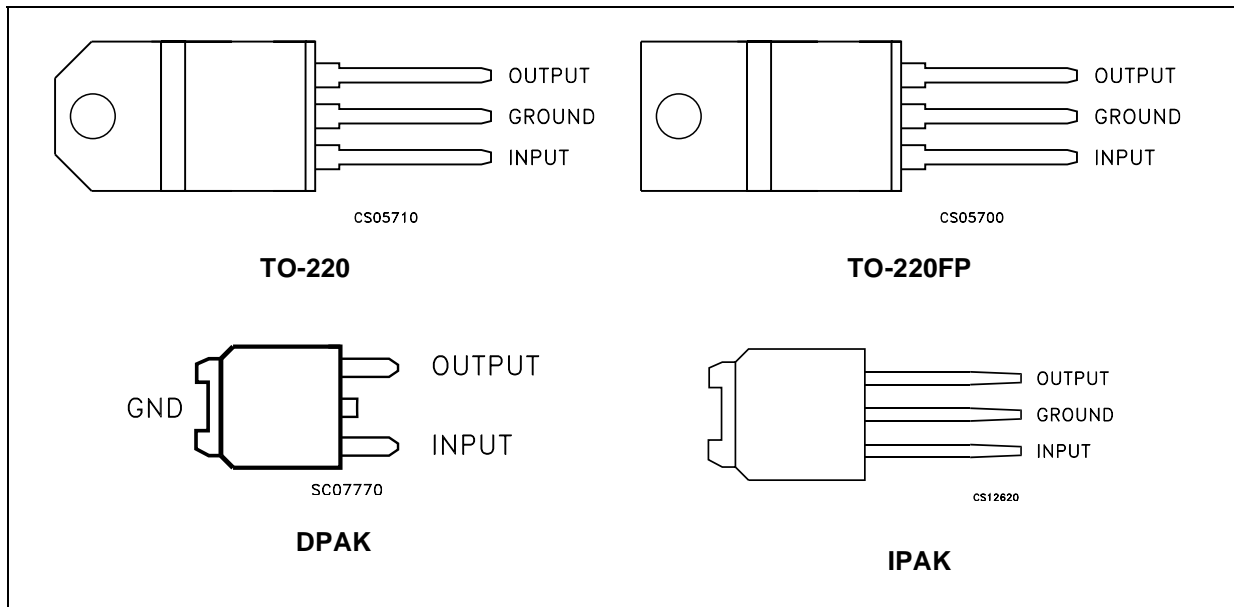 OUTPUT
GROUND
INPUT
CS05710
TO-220
OUTPUT
GROUND
INPUT
CS05700
TO-220FP
GND
OUTPUT
INPUT
SC07770
DPAK
OUTPUT
GROUND
INPUT
CS12620
IPAK